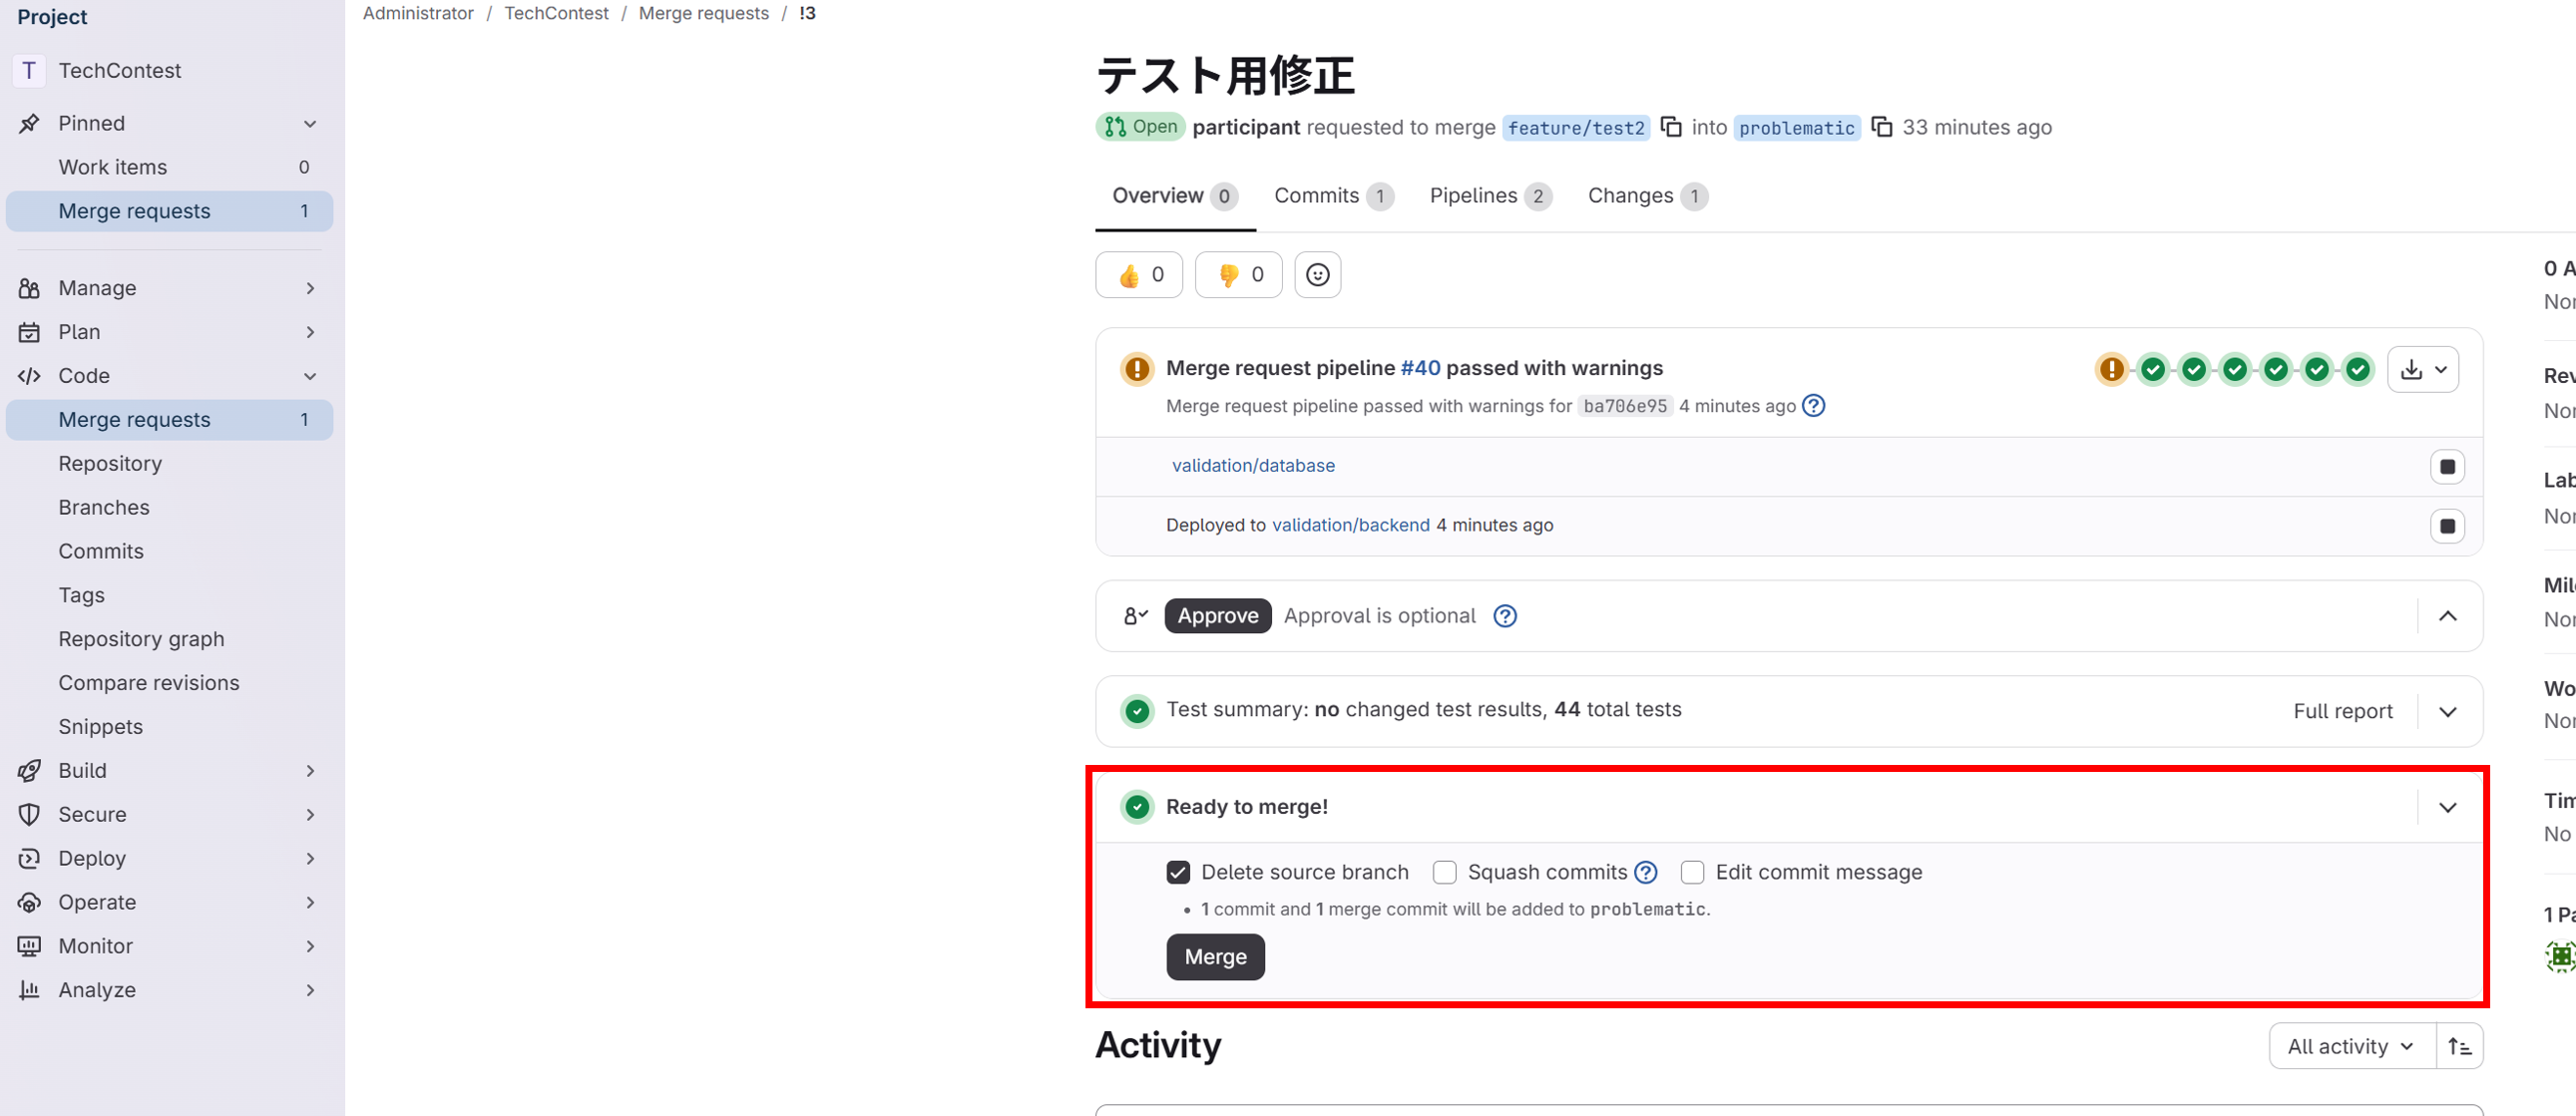 Project
T TechContest
Pinned
Work items 0
Merge requests 1
Manage
Plan
Code
Merge requests 1
Repository
Branches
Commits
Tags
Repository graph
Compare revisions
Snippets
Build
Secure
Deploy
Operate
Monitor
Analyze
Administrator / TechContest / Merge requests / !3
テスト用修正
Open participant requested to merge feature/test2 into problematic 33 minutes ago
Overview 0 Commits 1 Pipelines 2 Changes 1
0 0
Merge request pipeline #40 passed with warnings
Merge request pipeline passed with warnings for ba706e95 4 minutes ago
validation/database
Deployed to validation/backend 4 minutes ago
Approve Approval is optional
Test summary: no changed test results, 44 total tests Full report
Ready to merge!
Delete source branch Squash commits Edit commit message
• 1 commit and 1 merge commit will be added to problematic.
Merge
Activity
All activity
0
No
1